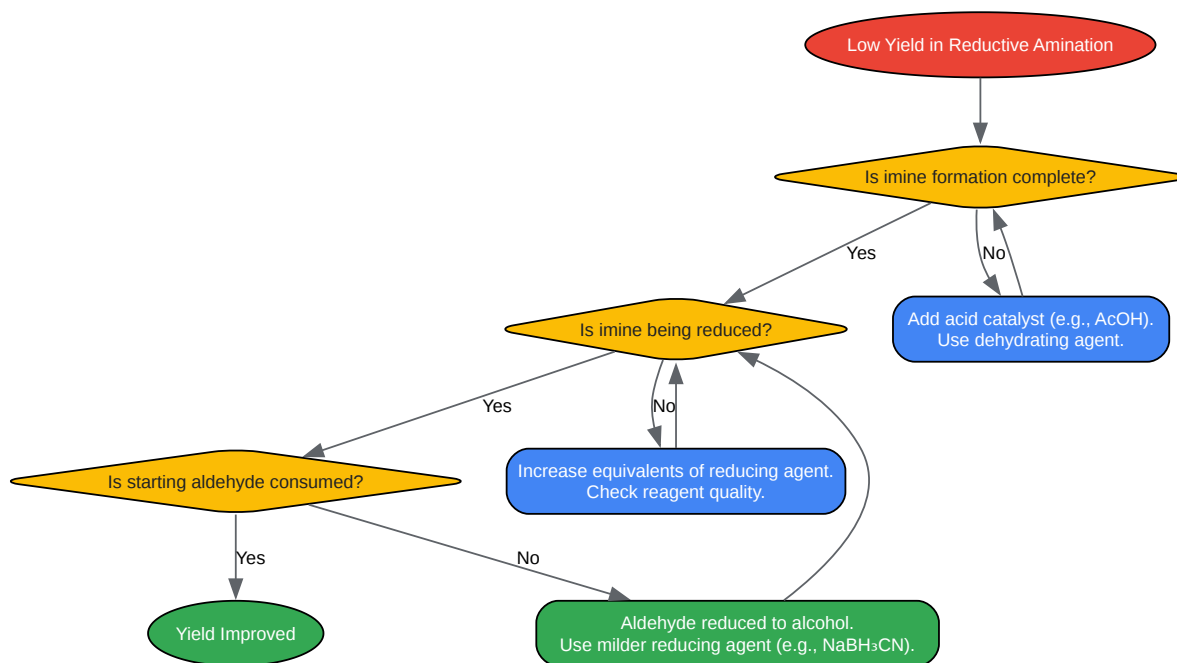 Low Yield in Reductive Amination
Is imine formation complete?
Yes
No
Add acid catalyst (e.g., AcOH).
Use dehydrating agent.
Is imine being reduced?
Yes
No
Increase equivalents of reducing agent.
Check reagent quality.
Is starting aldehyde consumed?
Yes
No
Yield Improved
Aldehyde reduced to alcohol.
Use milder reducing agent (e.g., NaBH₃CN).